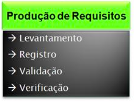 Produção de Requisitos
→ Levantamento
→ Registro
→ Validação
→ Verificação